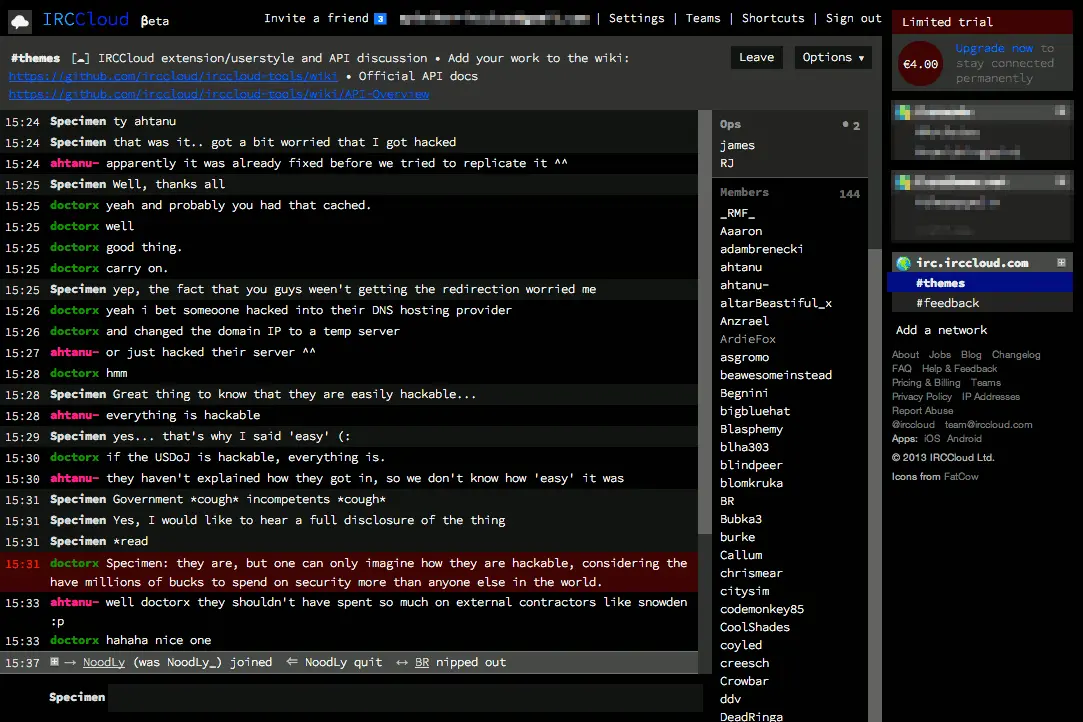 IRCCloud βeta
Invite a friend 3 | Settings | Teams | Shortcuts | Sign out
#themes [☁] IRCCloud extension/userstyle and API discussion • Add your work to the wiki:
https://github.com/irccloud/irccloud-tools/wiki • Official API docs
https://github.com/irccloud/irccloud-tools/wiki/API-Overview
Leave
Options ▾
15:24 Specimen ty ahtanu
15:24 Specimen that was it.. got a bit worried that I got hacked
15:24 ahtanu- apparently it was already fixed before we tried to replicate it ^^
15:25 Specimen Well, thanks all
15:25 doctorx yeah and probably you had that cached.
15:25 doctorx well
15:25 doctorx good thing.
15:25 doctorx carry on.
15:25 Specimen yep, the fact that you guys ween't getting the redirection worried me
15:26 doctorx yeah i bet someoone hacked into their DNS hosting provider
15:26 doctorx and changed the domain IP to a temp server
15:27 ahtanu- or just hacked their server ^^
15:28 doctorx hmm
15:28 Specimen Great thing to know that they are easily hackable...
15:28 ahtanu- everything is hackable
15:29 Specimen yes... that's why I said 'easy' (:
15:30 doctorx if the USDoJ is hackable, everything is.
15:30 ahtanu- they haven't explained how they got in, so we don't know how 'easy' it was
15:31 Specimen Government *cough* incompetents *cough*
15:31 Specimen Yes, I would like to hear a full disclosure of the thing
15:31 Specimen *read
15:31 doctorx Specimen: they are, but one can only imagine how they are hackable, considering the
have millions of bucks to spend on security more than anyone else in the world.
15:33 ahtanu- well doctorx they shouldn't have spent so much on external contractors like snowden
:p
15:33 doctorx hahaha nice one
15:37 ⊞ → NoodLy (was NoodLy_) joined ⇐ NoodLy quit ↔ BR nipped out
Specimen
Ops • 2
james
RJ
Members 144
_RMF_
Aaaron
adambrenecki
ahtanu
ahtanu-
altarBeastiful_x
Anzrael
ArdieFox
asgromo
beawesomeinstead
Begnini
bigbluehat
Blasphemy
blha303
blindpeer
blomkruka
BR
Bubka3
burke
Callum
chrismear
citysim
codemonkey85
CoolShades
coyled
creesch
Crowbar
ddv
DeadRinga
Limited trial
€4.00
Upgrade now to
stay connected
permanently
irc.irccloud.com
#themes
#feedback
Add a network
About Jobs Blog Changelog
FAQ Help & Feedback
Pricing & Billing Teams
Privacy Policy IP Addresses
Report Abuse
@irccloud team@irccloud.com
Apps: iOS Android
© 2013 IRCCloud Ltd.
Icons from FatCow